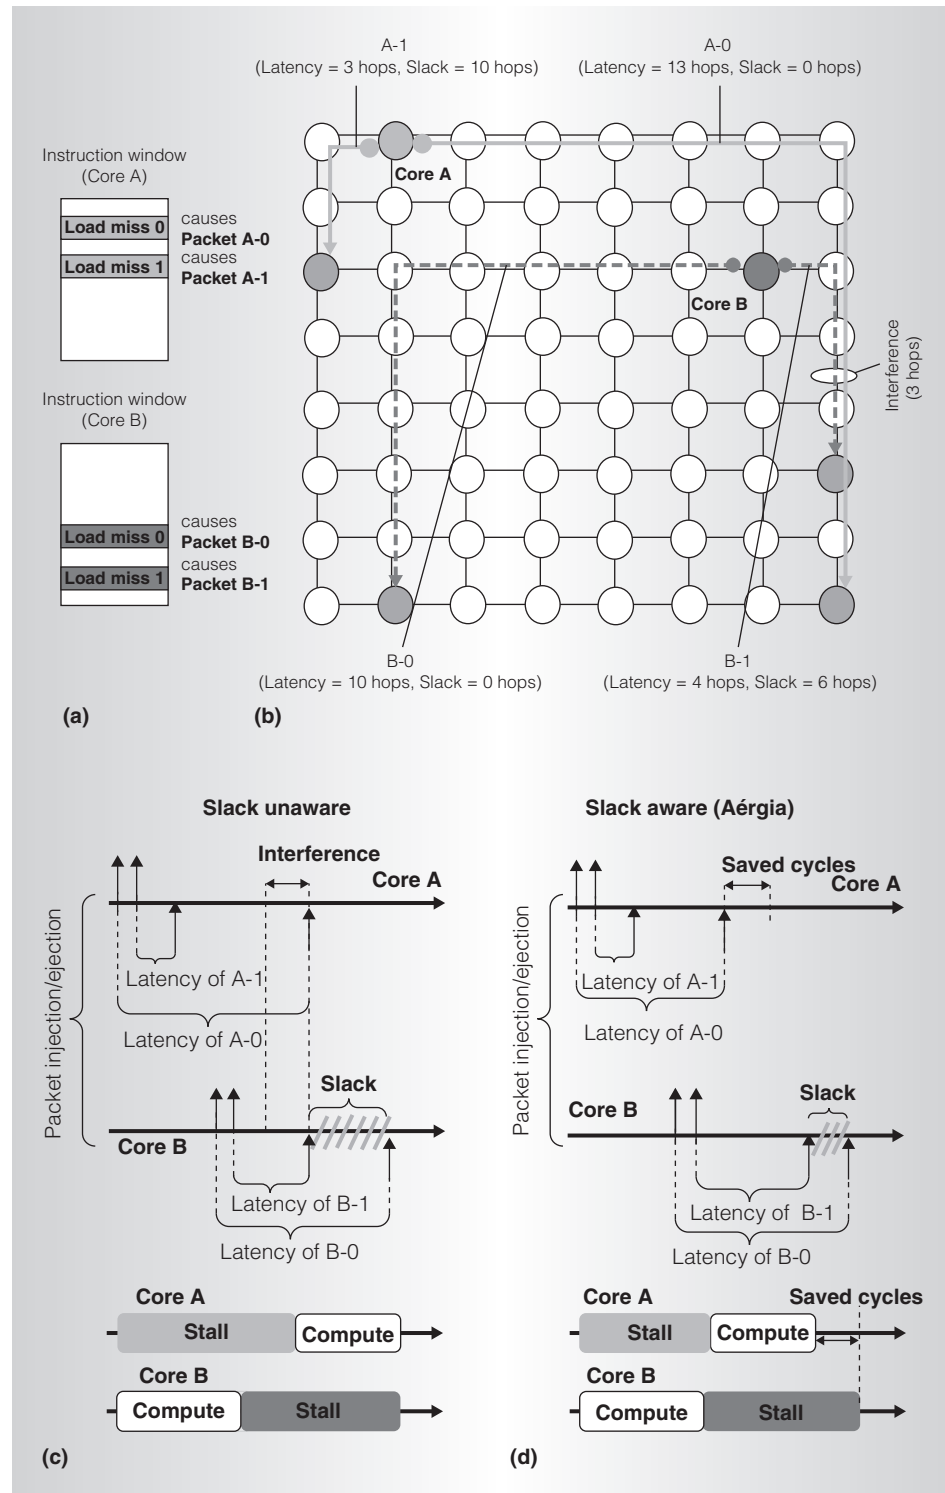 A-1
(Latency = 3 hops, Slack = 10 hops)
A-0
(Latency = 13 hops, Slack = 0 hops)
Instruction window
(Core A)
Load miss 0
causes
Packet A-0
Load miss 1
causes
Packet A-1
Instruction window
(Core B)
Load miss 0
causes
Packet B-0
Load miss 1
causes
Packet B-1
Core A
Core B
Interference
(3 hops)
B-0
(Latency = 10 hops, Slack = 0 hops)
B-1
(Latency = 4 hops, Slack = 6 hops)
(a)
(b)
Slack unaware
Interference
Core A
Packet injection/ejection
Latency of A-1
Latency of A-0
Slack
Core B
Latency of B-1
Latency of B-0
Core A
Stall
Compute
Core B
Compute
Stall
(c)
Slack aware (Aérgia)
Saved cycles
Core A
Packet injection/ejection
Latency of A-1
Latency of A-0
Core B
Slack
Latency of B-1
Latency of B-0
Core A
Saved cycles
Stall
Compute
Core B
Compute
Stall
(d)